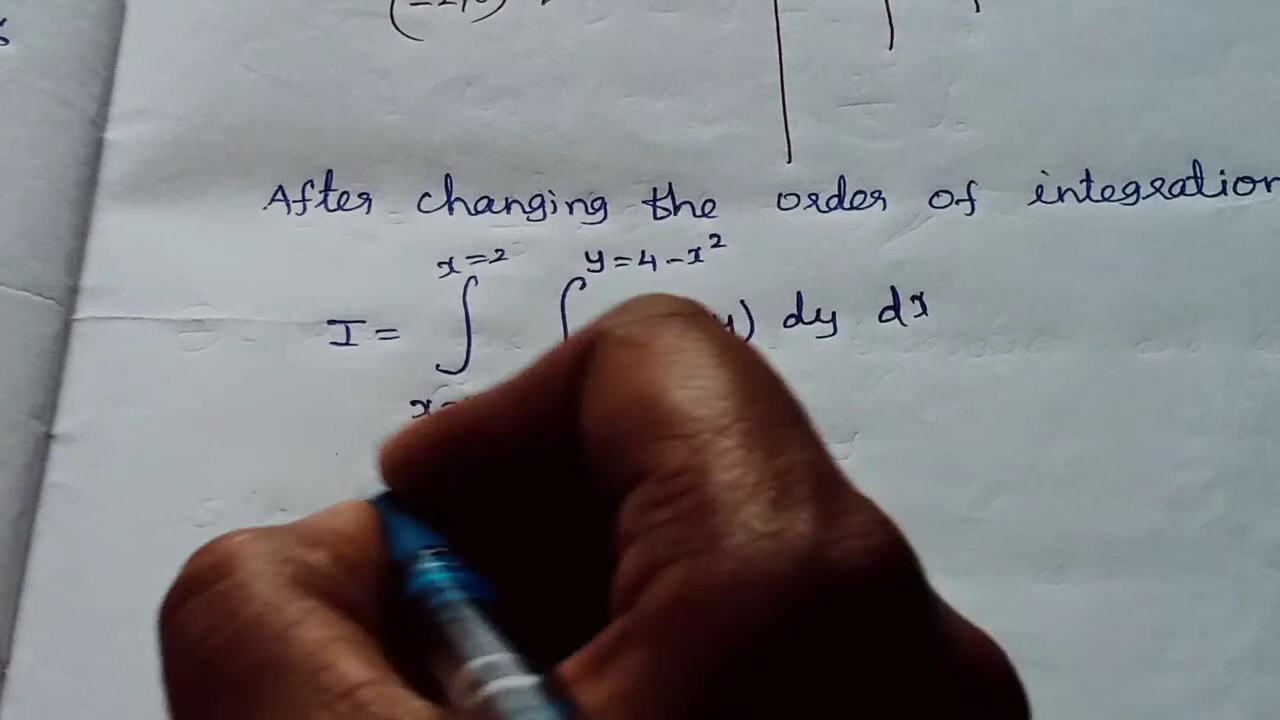 After changing the order of integration
x=2 y=4-x²
I= ∫ ∫ y) dy dx
x=